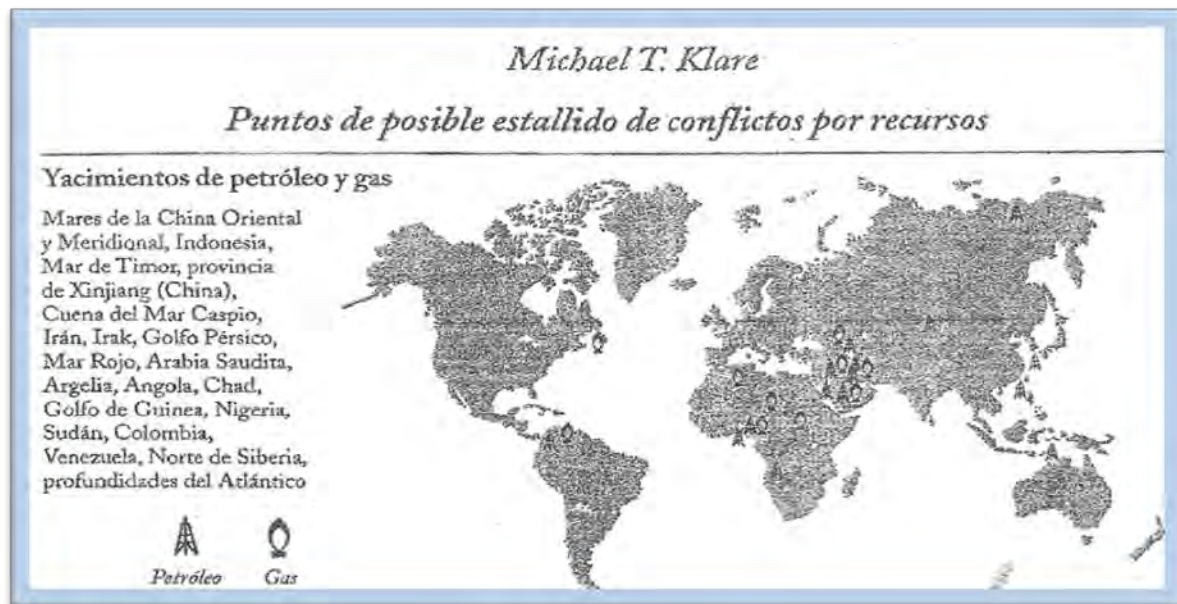 Michael T. Klare
Puntos de posible estallido de conflictos por recursos
Yacimientos de petróleo y gas
Mares de la China Oriental
y Meridional, Indonesia,
Mar de Timor, provincia
de Xinjiang (China),
Cuena del Mar Caspio,
Irán, Irak, Golfo Pérsico,
Mar Rojo, Arabia Saudita,
Argelia, Angola, Chad,
Golfo de Guinea, Nigeria,
Sudán, Colombia,
Venezuela, Norte de Siberia,
profundidades del Atlántico
Petróleo
Gas